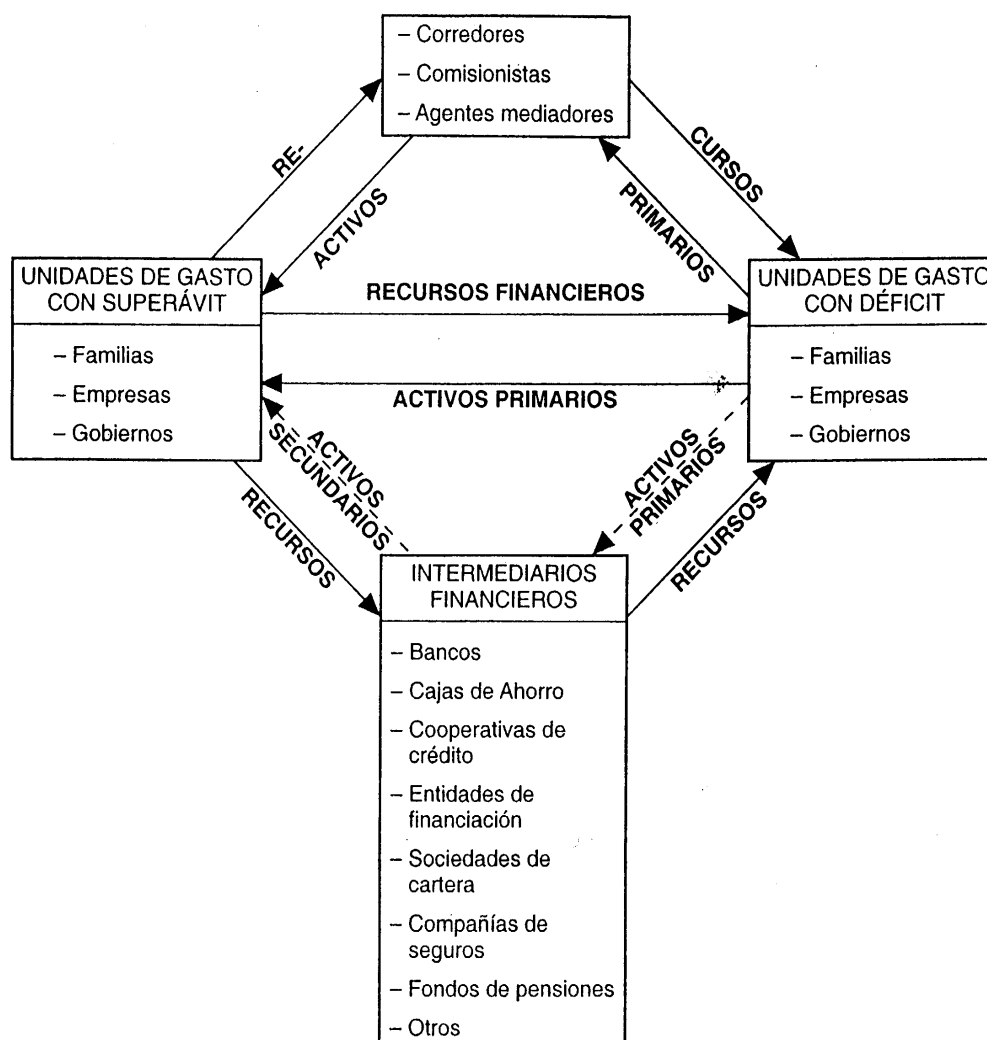 – Corredores
– Comisionistas
– Agentes mediadores
RE-
CURSOS
ACTIVOS
PRIMARIOS
UNIDADES DE GASTO
CON SUPERÁVIT
– Familias
– Empresas
– Gobiernos
RECURSOS FINANCIEROS
ACTIVOS PRIMARIOS
UNIDADES DE GASTO
CON DÉFICIT
– Familias
– Empresas
– Gobiernos
ACTIVOS
SECUNDARIOS
RECURSOS
ACTIVOS
PRIMARIOS
RECURSOS
INTERMEDIARIOS
FINANCIEROS
– Bancos
– Cajas de Ahorro
– Cooperativas de
crédito
– Entidades de
financiación
– Sociedades de
cartera
– Compañías de
seguros
– Fondos de pensiones
– Otros